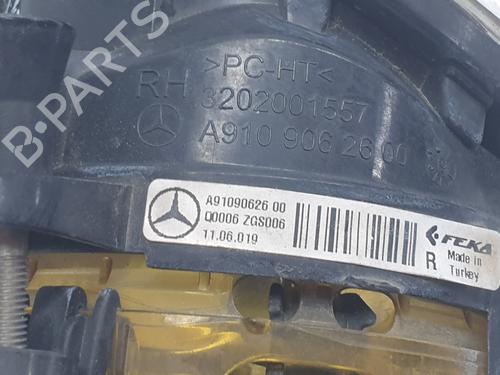 >PC-HT<
RH
3202001557
A910 906 26 00
A91090626 00
Q0006 ZGS006
11.06.019
FEKA
R
Made in
Turkey